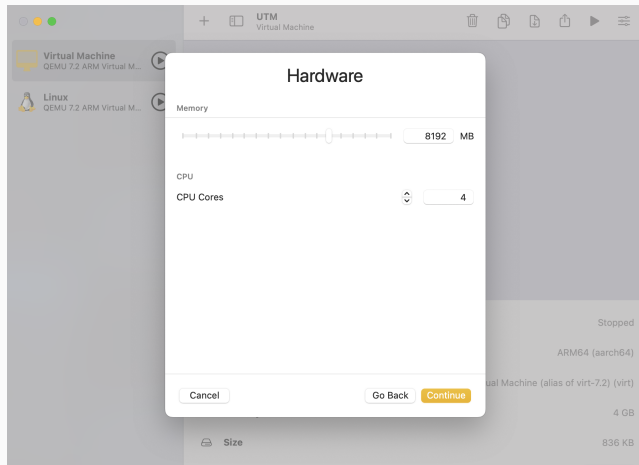 UTM
Virtual Machine
Virtual Machine
QEMU 7.2 ARM Virtual M...
Linux
QEMU 7.2 ARM Virtual M...
Hardware
Memory
8192 MB
CPU
CPU Cores 4
Cancel Go Back Continue
Stopped
ARM64 (aarch64)
ual Machine (alias of virt-7.2) (virt)
4 GB
Size 836 KB